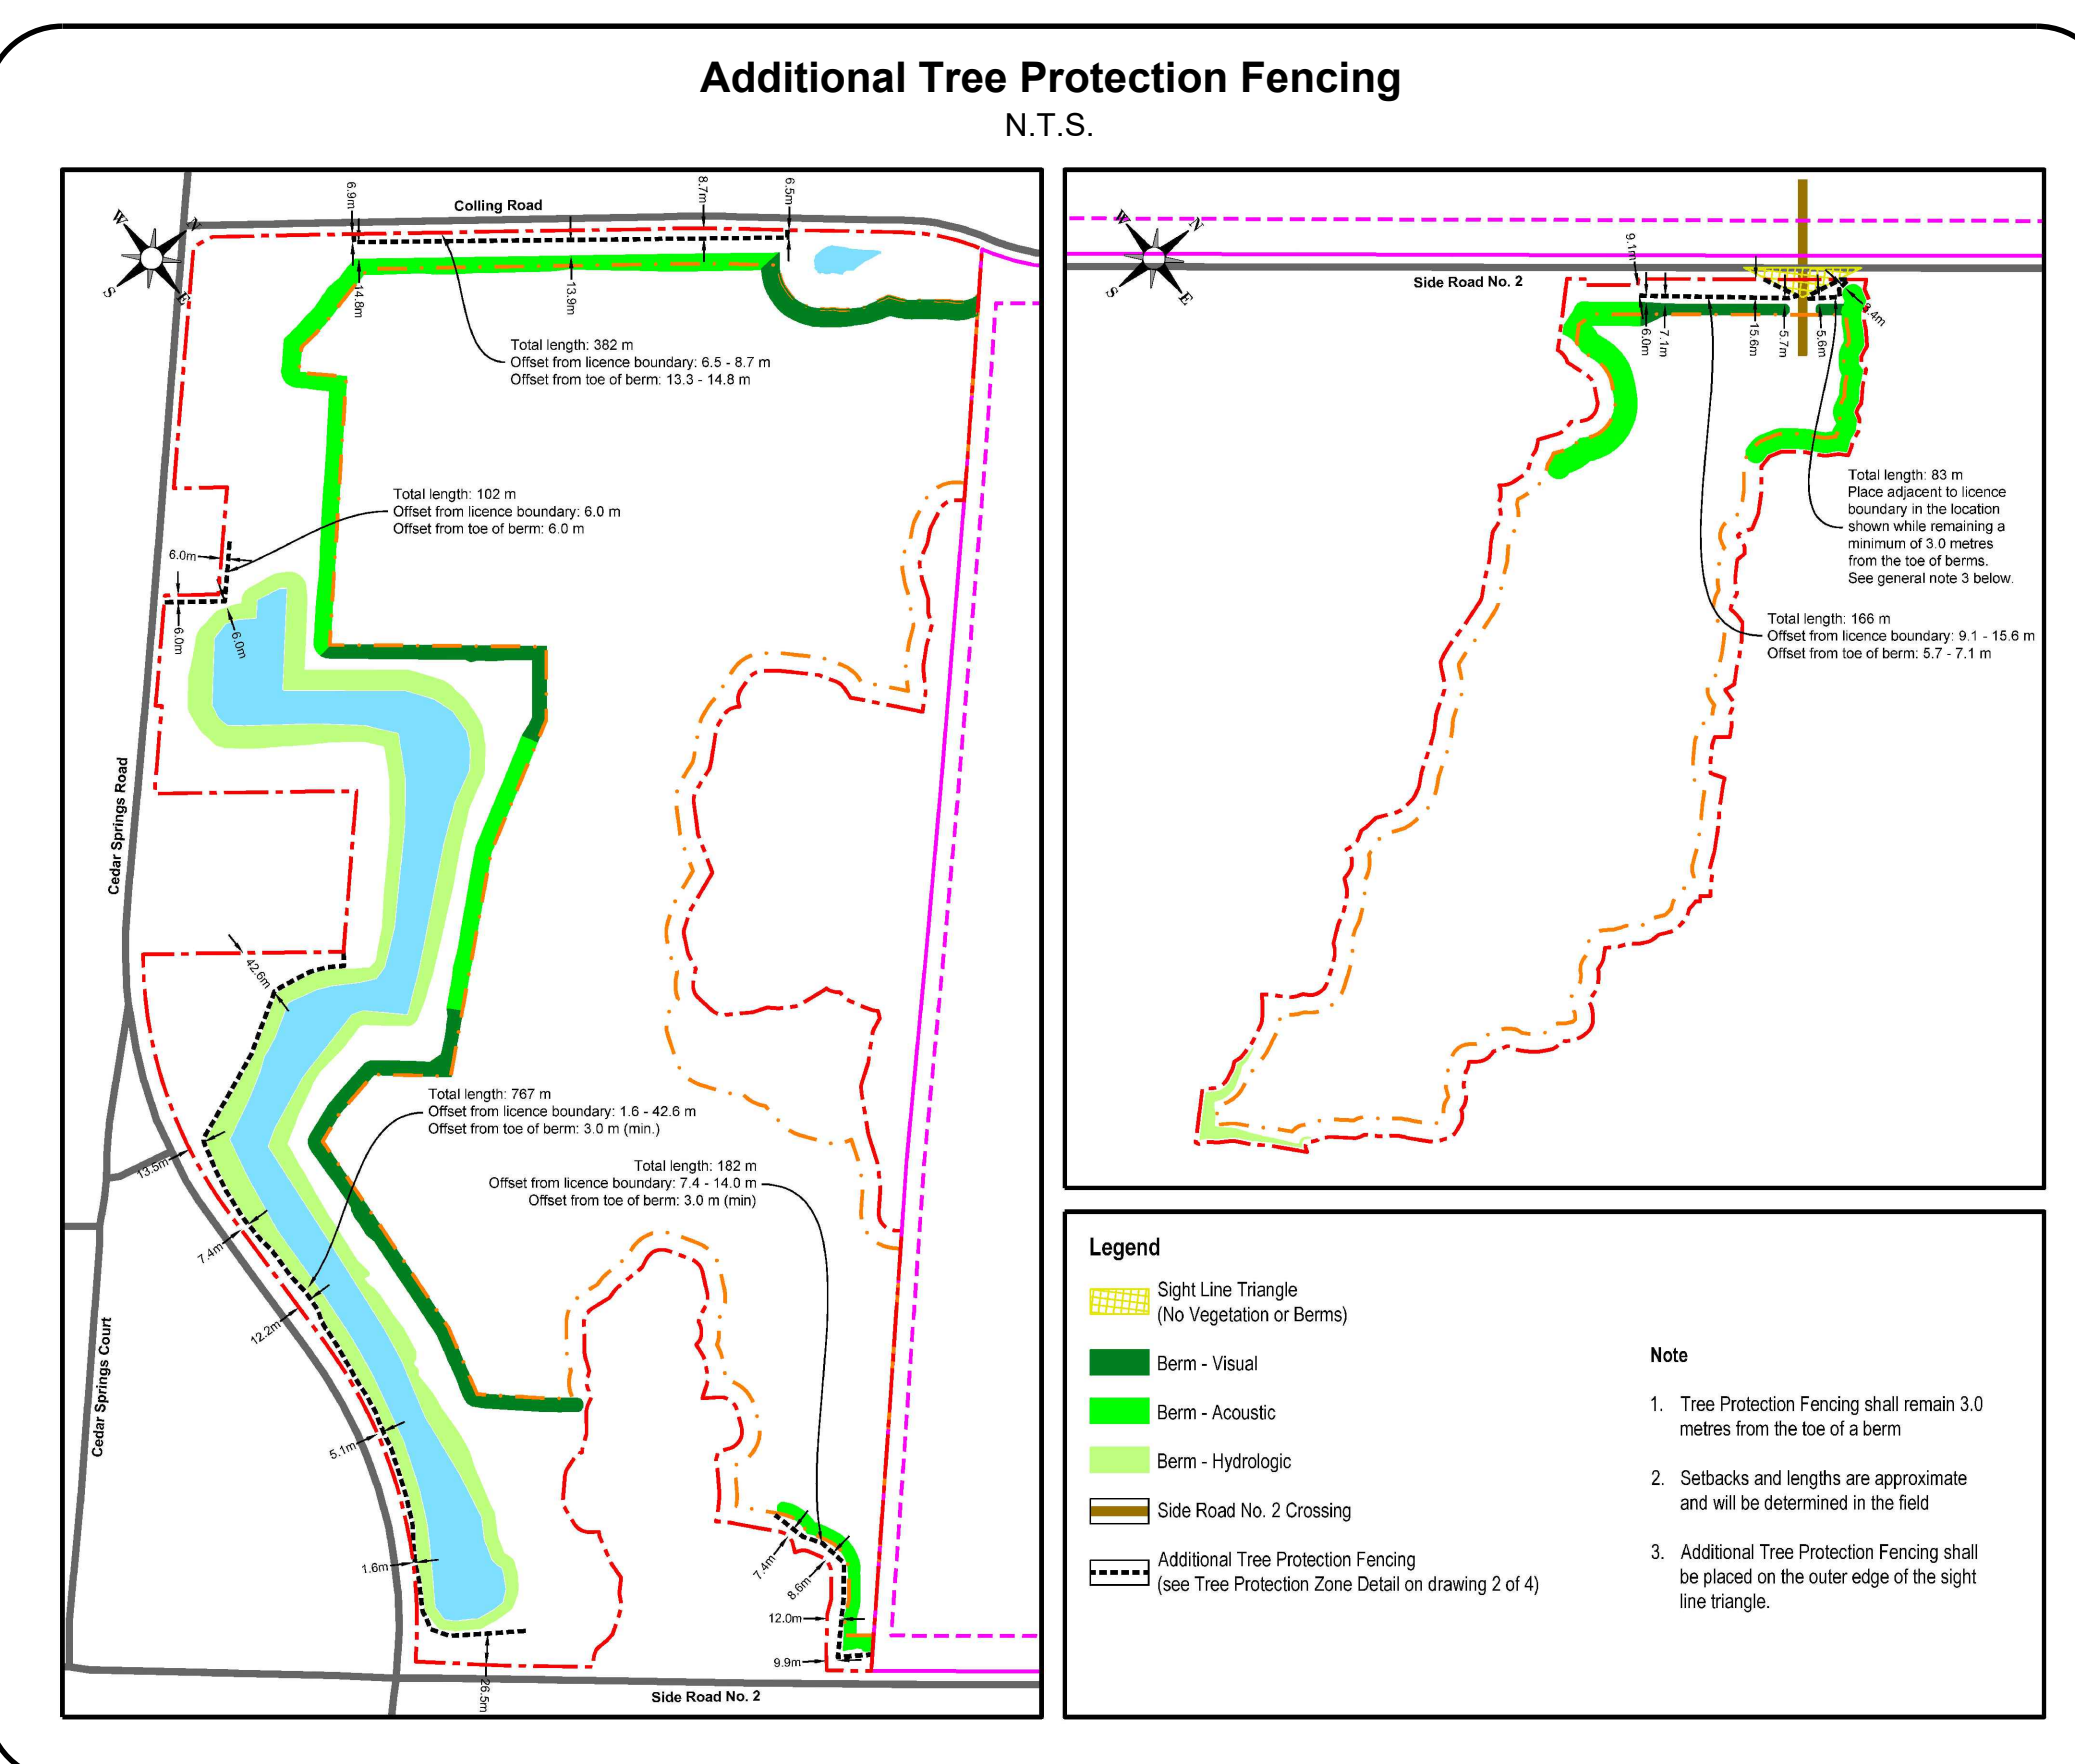 Additional Tree Protection Fencing
N.T.S.
W
N
S
E
Colling Road
6.9m
8.7m
6.5m
14.8m
13.9m
Total length: 382 m
Offset from licence boundary: 6.5 - 8.7 m
Offset from toe of berm: 13.3 - 14.8 m
Total length: 102 m
Offset from licence boundary: 6.0 m
Offset from toe of berm: 6.0 m
6.0m
6.0m
6.0m
Cedar Springs Road
42.6m
Total length: 767 m
Offset from licence boundary: 1.6 - 42.6 m
Offset from toe of berm: 3.0 m (min.)
13.5m
Total length: 182 m
Offset from licence boundary: 7.4 - 14.0 m
Offset from toe of berm: 3.0 m (min)
7.4m
12.2m
Cedar Springs Court
5.1m
1.6m
7.4m
8.6m
12.0m
9.9m
26.5m
Side Road No. 2
W
N
S
E
9.1m
Side Road No. 2
6.0m
7.1m
15.6m
5.7m
5.6m
3.4m
Total length: 83 m
Place adjacent to licence
boundary in the location
shown while remaining a
minimum of 3.0 metres
from the toe of berms.
See general note 3 below.
Total length: 166 m
Offset from licence boundary: 9.1 - 15.6 m
Offset from toe of berm: 5.7 - 7.1 m
Legend
Sight Line Triangle
(No Vegetation or Berms)
Berm - Visual
Berm - Acoustic
Berm - Hydrologic
Side Road No. 2 Crossing
Additional Tree Protection Fencing
(see Tree Protection Zone Detail on drawing 2 of 4)
Note
1. Tree Protection Fencing shall remain 3.0
metres from the toe of a berm
2. Setbacks and lengths are approximate
and will be determined in the field
3. Additional Tree Protection Fencing shall
be placed on the outer edge of the sight
line triangle.